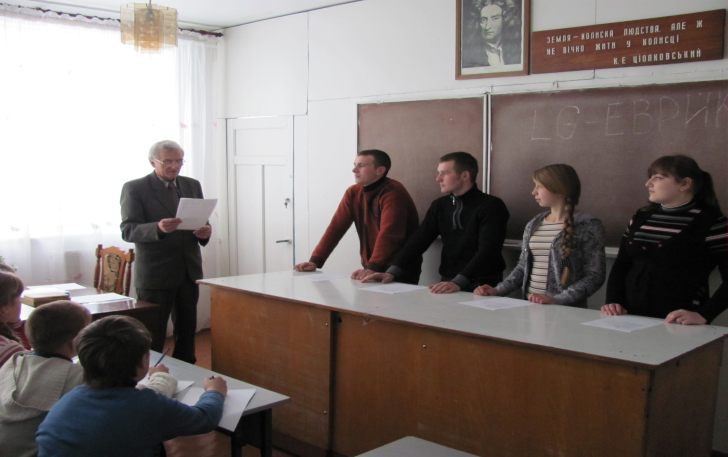 ЗЕМЛЯ – КОЛИСКА ЛЮДСТВА, АЛЕ Ж
НЕ ВІЧНО ЖИТИ У КОЛИСЦІ
К.Е ЦІОЛКОВСЬКИЙ
LG-ЕВРИК